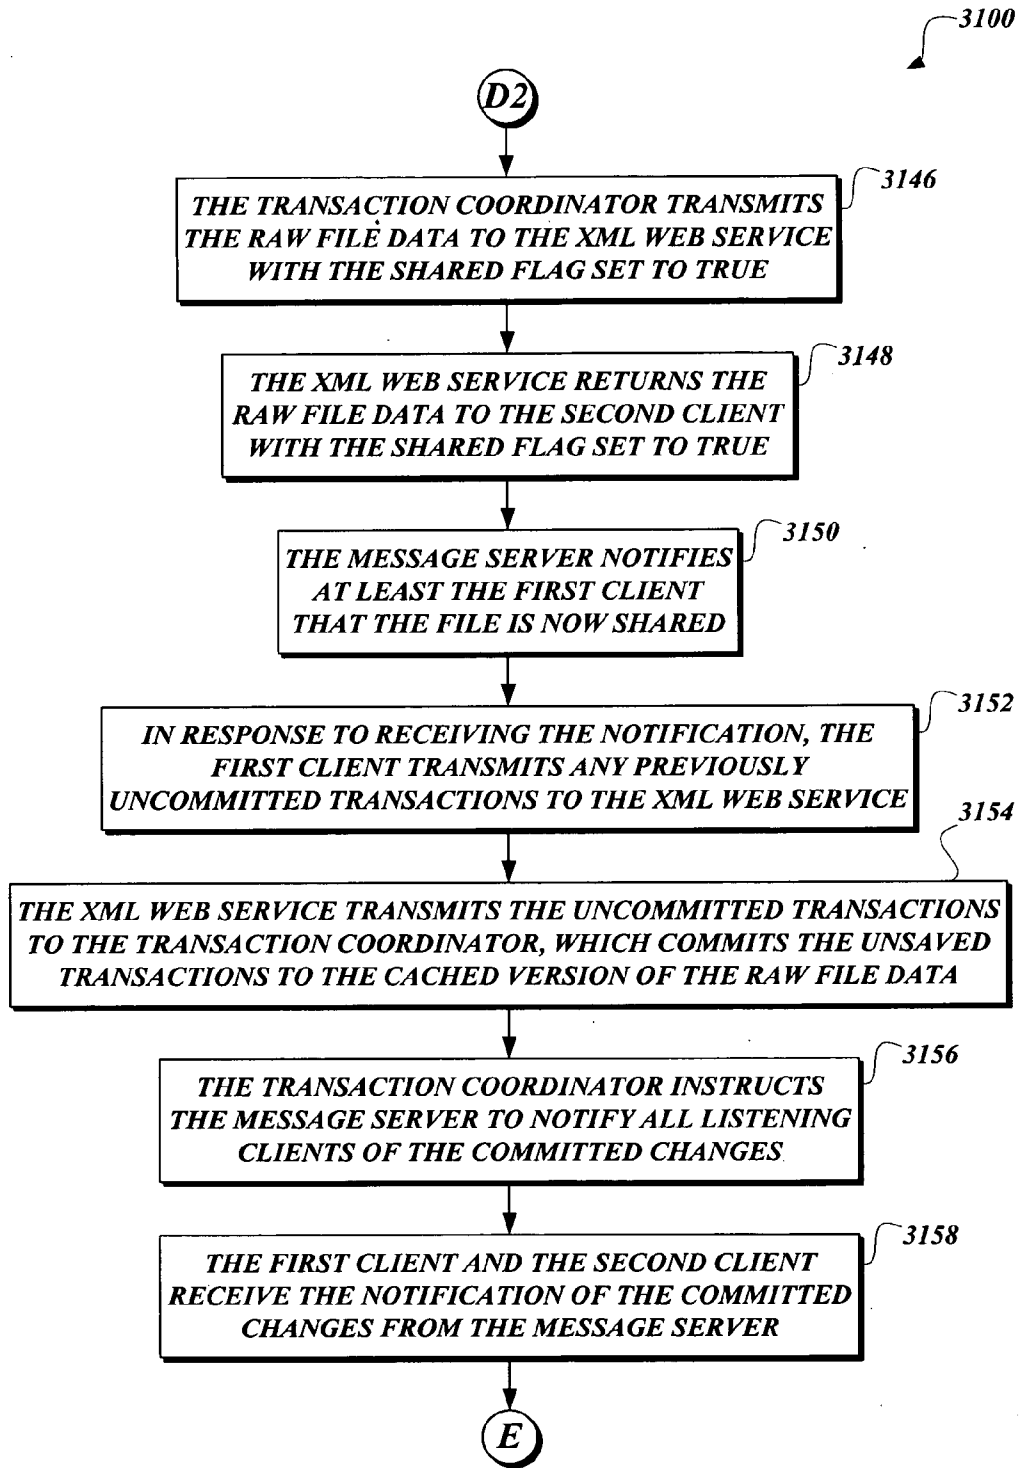 3100
D2
3146
THE TRANSACTION COORDINATOR TRANSMITS
THE RAW FILE DATA TO THE XML WEB SERVICE
WITH THE SHARED FLAG SET TO TRUE
3148
THE XML WEB SERVICE RETURNS THE
RAW FILE DATA TO THE SECOND CLIENT
WITH THE SHARED FLAG SET TO TRUE
3150
THE MESSAGE SERVER NOTIFIES
AT LEAST THE FIRST CLIENT
THAT THE FILE IS NOW SHARED
3152
IN RESPONSE TO RECEIVING THE NOTIFICATION, THE
FIRST CLIENT TRANSMITS ANY PREVIOUSLY
UNCOMMITTED TRANSACTIONS TO THE XML WEB SERVICE
3154
THE XML WEB SERVICE TRANSMITS THE UNCOMMITTED TRANSACTIONS
TO THE TRANSACTION COORDINATOR, WHICH COMMITS THE UNSAVED
TRANSACTIONS TO THE CACHED VERSION OF THE RAW FILE DATA
3156
THE TRANSACTION COORDINATOR INSTRUCTS
THE MESSAGE SERVER TO NOTIFY ALL LISTENING
CLIENTS OF THE COMMITTED CHANGES
3158
THE FIRST CLIENT AND THE SECOND CLIENT
RECEIVE THE NOTIFICATION OF THE COMMITTED
CHANGES FROM THE MESSAGE SERVER
E